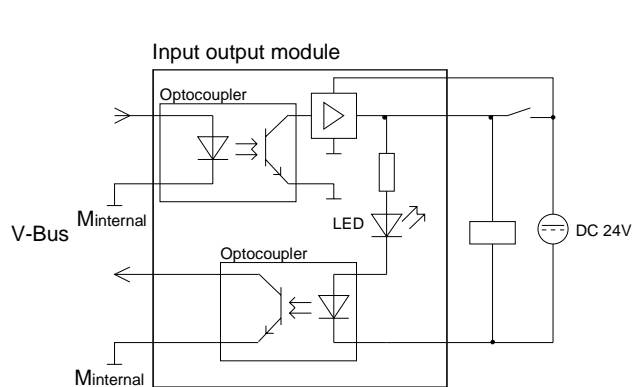 Input output module
Optocoupler
Minternal
V-Bus
LED
DC 24V
Optocoupler
Minternal